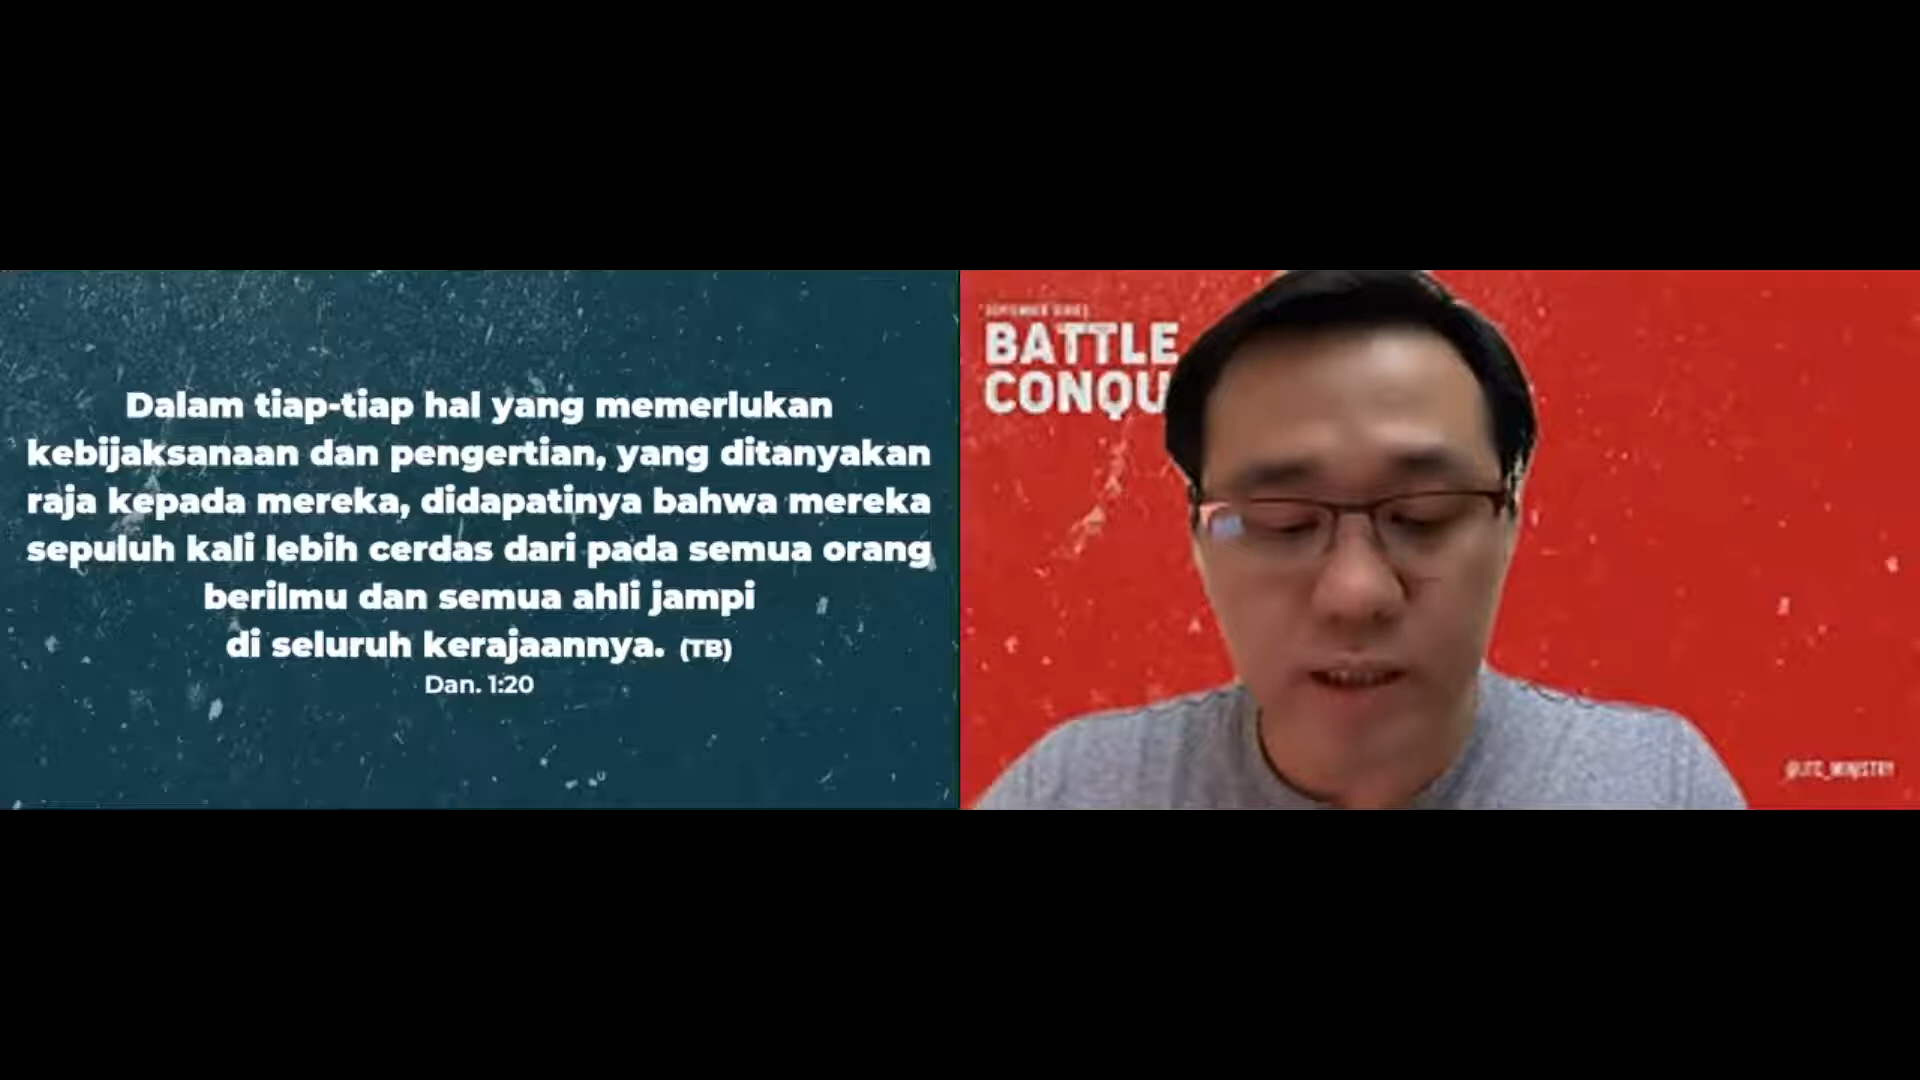 Dalam tiap-tiap hal yang memerlukan
kebijaksanaan dan pengertian, yang ditanyakan
raja kepada mereka, didapatinya bahwa mereka
sepuluh kali lebih cerdas dari pada semua orang
berilmu dan semua ahli jampi
di seluruh kerajaannya. (TB)
Dan. 1:20
BATTLE
CONQU